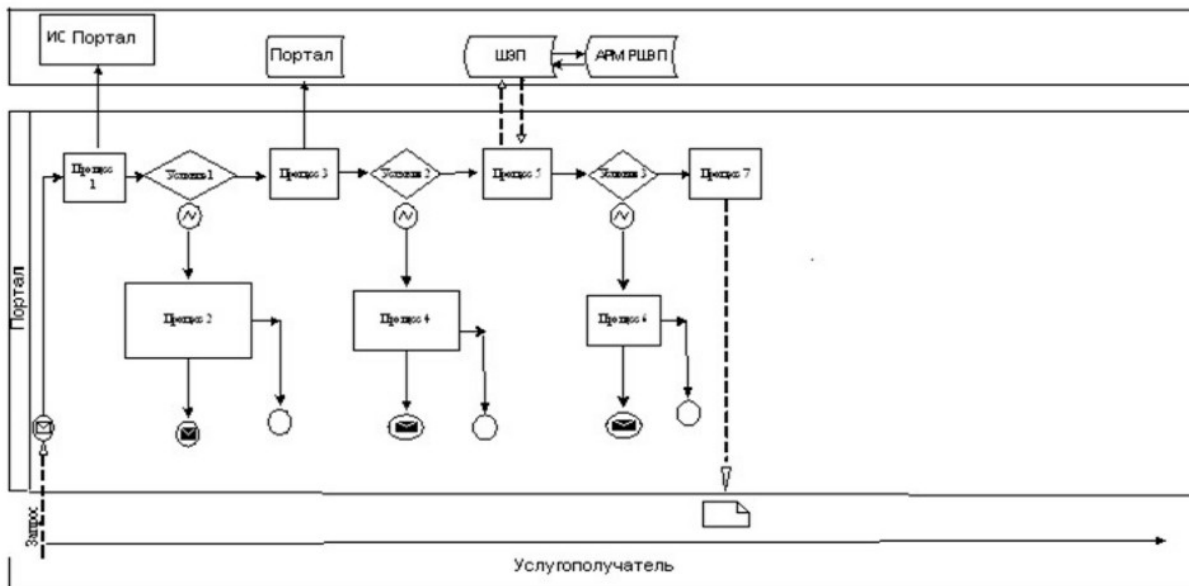 ИС Портал
Портал
ШЭП
АРМ РШЭП
Процесс
1
Условие 1
Процесс 3
Условие 2
Процесс 5
Условие 3
Процесс 7
Процесс 2
Процесс 4
Процесс 6
Портал
Запрос
Услугополучатель